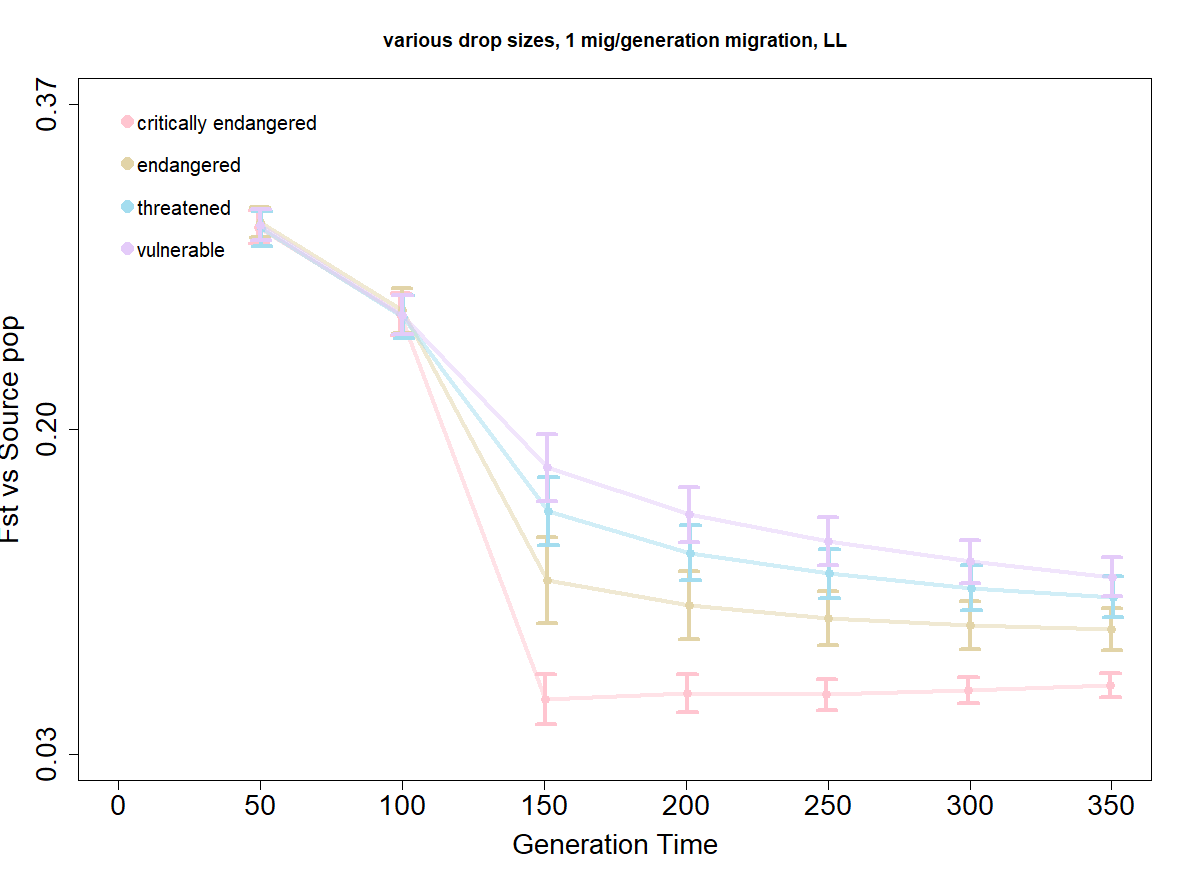 various drop sizes, 1 mig/generation migration, LL
0.37
critically endangered
endangered
threatened
vulnerable
0.20
Fst vs Source pop
0.03
0 50 100 150 200 250 300 350
Generation Time